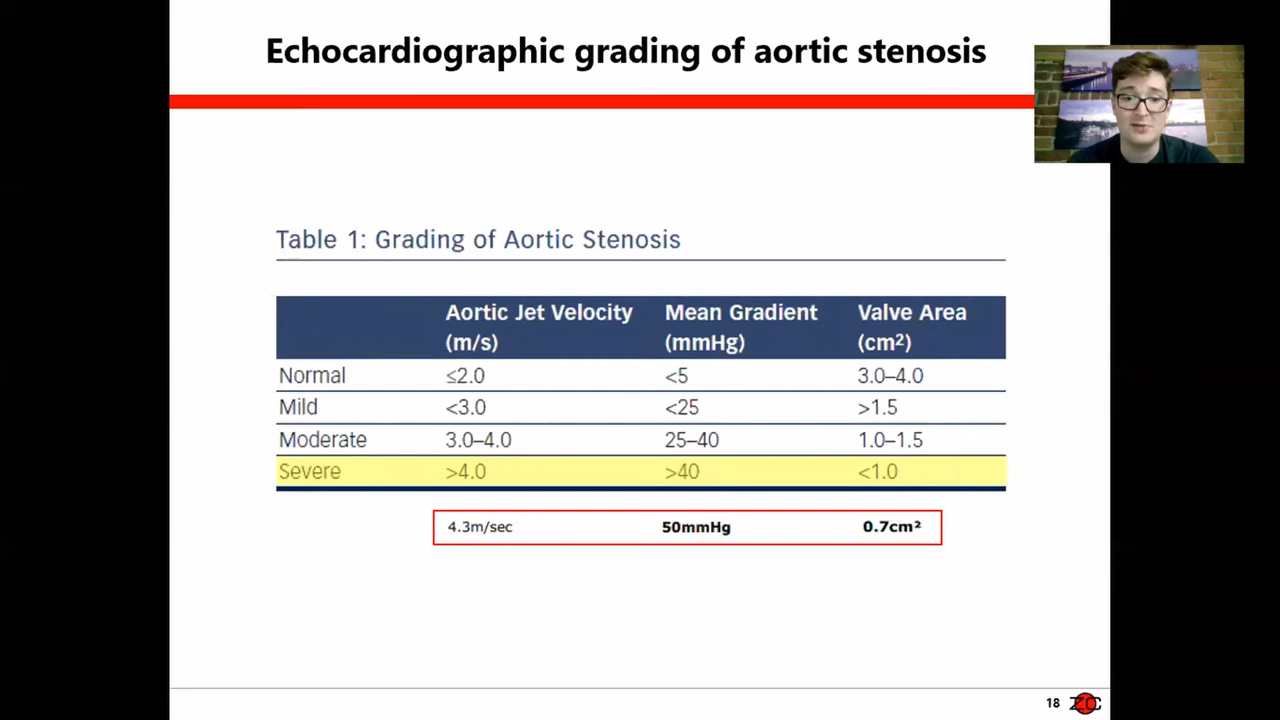 Echocardiographic grading of aortic stenosis
Table 1: Grading of Aortic Stenosis
Aortic Jet Velocity Mean Gradient Valve Area
(m/s) (mmHg) (cm²)
Normal ≤2.0 <5 3.0–4.0
Mild <3.0 <25 >1.5
Moderate 3.0–4.0 25–40 1.0–1.5
Severe >4.0 >40 <1.0
4.3m/sec 50mmHg 0.7cm²
18 ZC